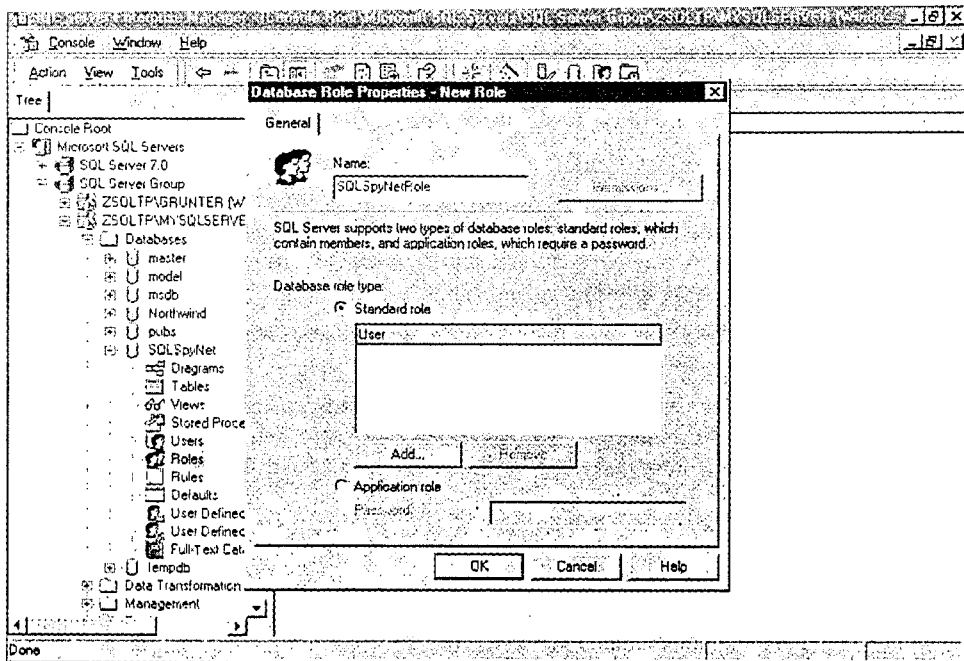 Console Window Help
Action View Tools
Tree
Console Root
Microsoft SQL Servers
SQL Server 7.0
SQL Server Group
ZSOLTP\GRUNTER (W
ZSOLTP\MYSQLSERVE
Databases
master
model
msdb
Northwind
pubs
SQLSpyNet
Diagrams
Tables
Views
Stored Proce
Users
Roles
Rules
Defaults
User Defined
User Defined
Full-Text Cat
tempdb
Data Transformation
Management
Database Role Properties - New Role
General
Name:
SQLSpyNetRole
Permissions...
SQL Server supports two types of database roles: standard roles, which
contain members, and application roles, which require a password.
Database role type:
Standard role
User
Add...
Remove
Application role
Password:
OK Cancel Help
Done